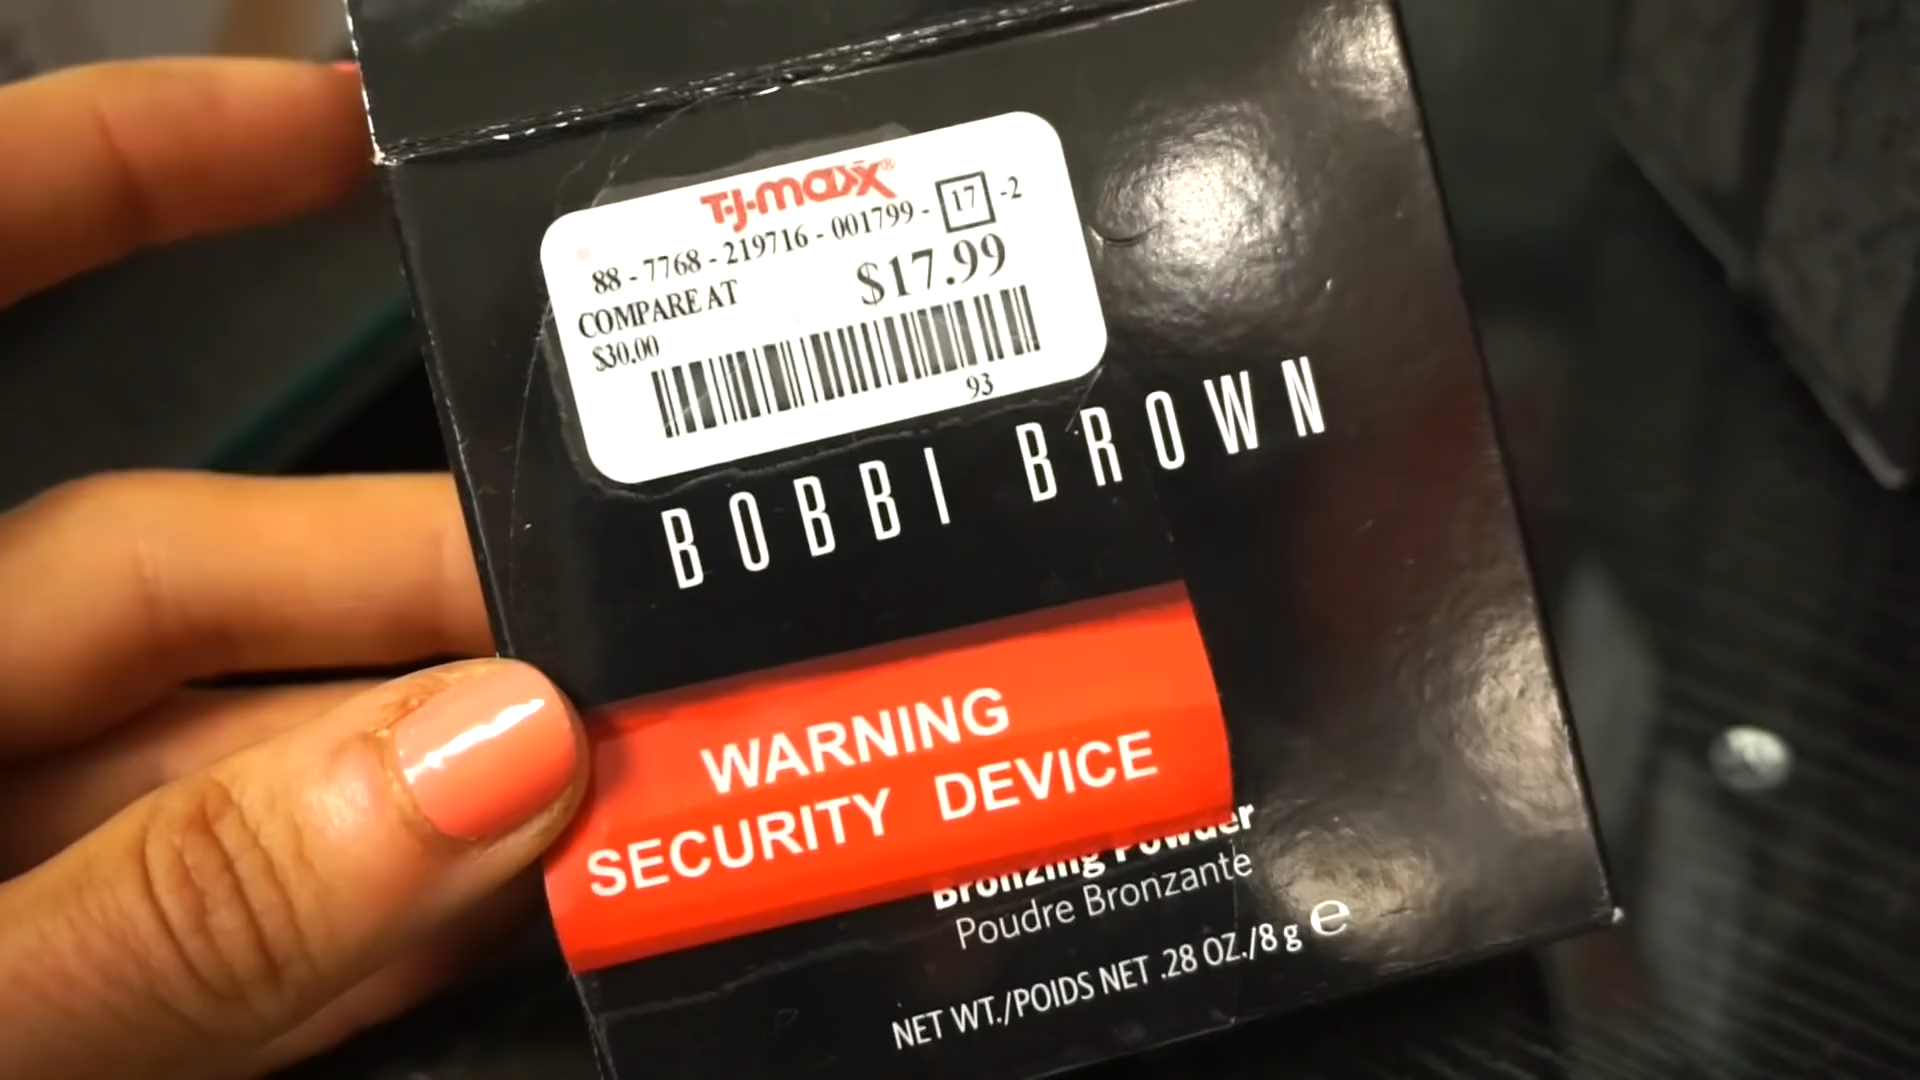 T·J·maxx®
88 - 7768 - 219716 - 001799 - 17 -2
COMPARE AT $17.99
$30.00
93
BOBBI BROWN
WARNING
SECURITY DEVICE
Bronzing Powder
Poudre Bronzante
NET WT./POIDS NET .28 OZ./8 g e